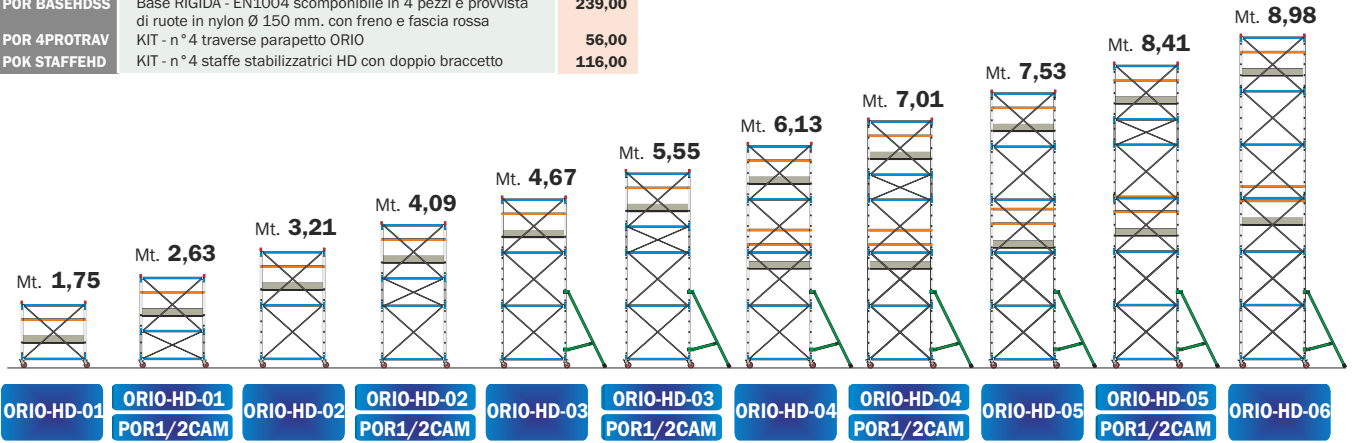 POR BASEHDSS Base RIGIDA - EN1004 scomponibile in 4 pezzi e provvista 239,00
di ruote in nylon Ø 150 mm. con freno e fascia rossa
POR 4PROTRAV KIT - n°4 traverse parapetto ORIO 56,00
POK STAFFEHD KIT - n°4 staffe stabilizzatrici HD con doppio braccetto 116,00
Mt. 1,75
Mt. 2,63
Mt. 3,21
Mt. 4,09
Mt. 4,67
Mt. 5,55
Mt. 6,13
Mt. 7,01
Mt. 7,53
Mt. 8,41
Mt. 8,98
ORIO-HD-01
ORIO-HD-01
POR1/2CAM
ORIO-HD-02
ORIO-HD-02
POR1/2CAM
ORIO-HD-03
ORIO-HD-03
POR1/2CAM
ORIO-HD-04
ORIO-HD-04
POR1/2CAM
ORIO-HD-05
ORIO-HD-05
POR1/2CAM
ORIO-HD-06